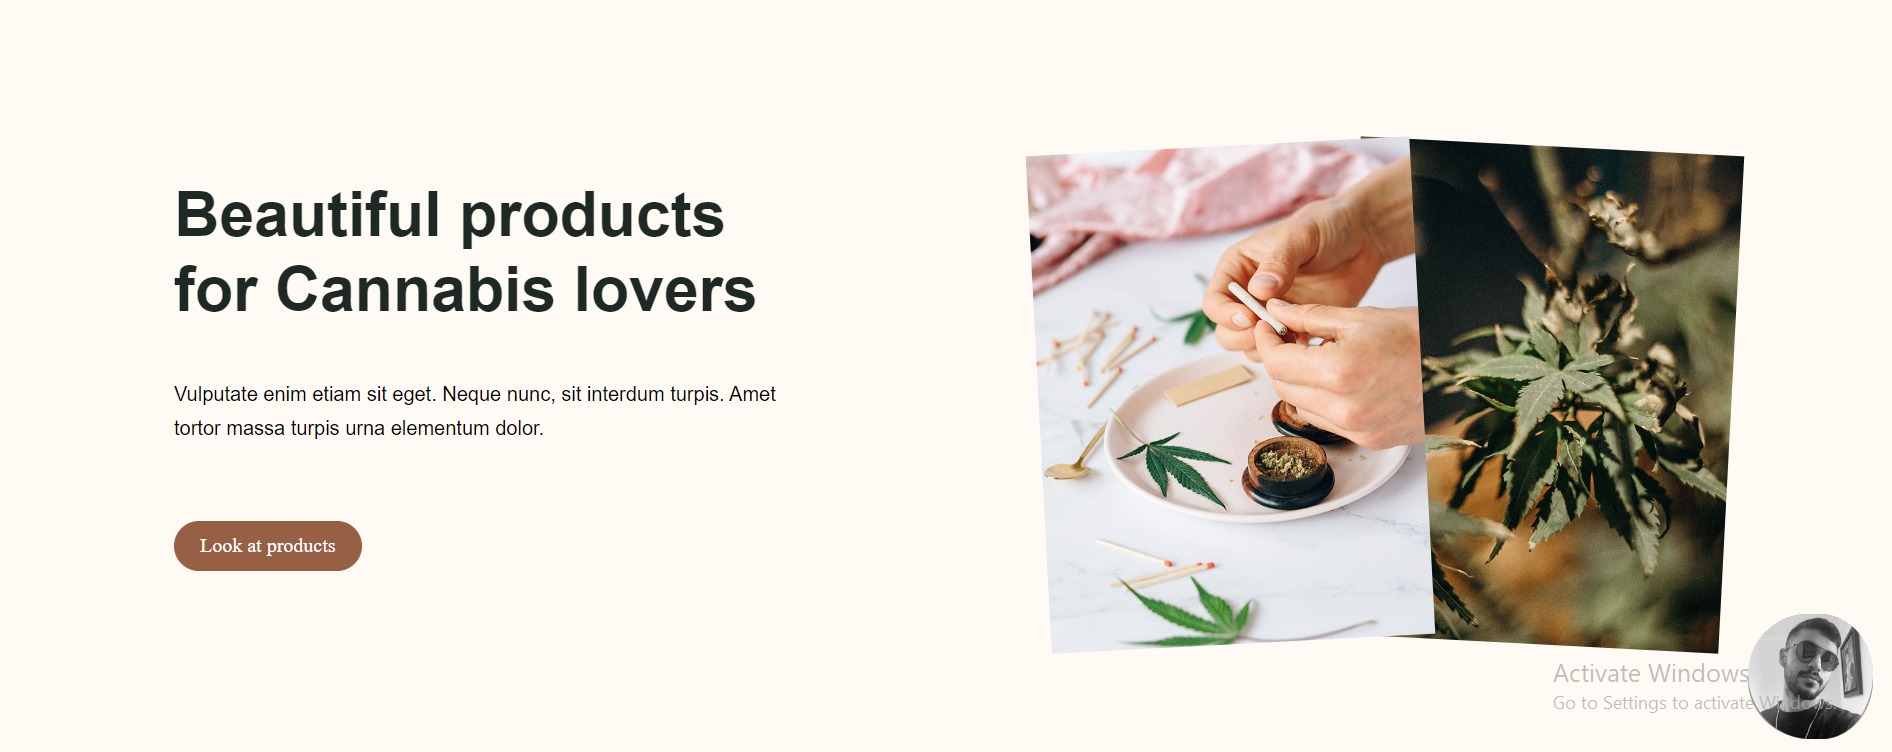 Beautiful products
for Cannabis lovers
Vulputate enim etiam sit eget. Neque nunc, sit interdum turpis. Amet
tortor massa turpis urna elementum dolor.
Look at products
Activate Windows
Go to Settings to activate Windows.